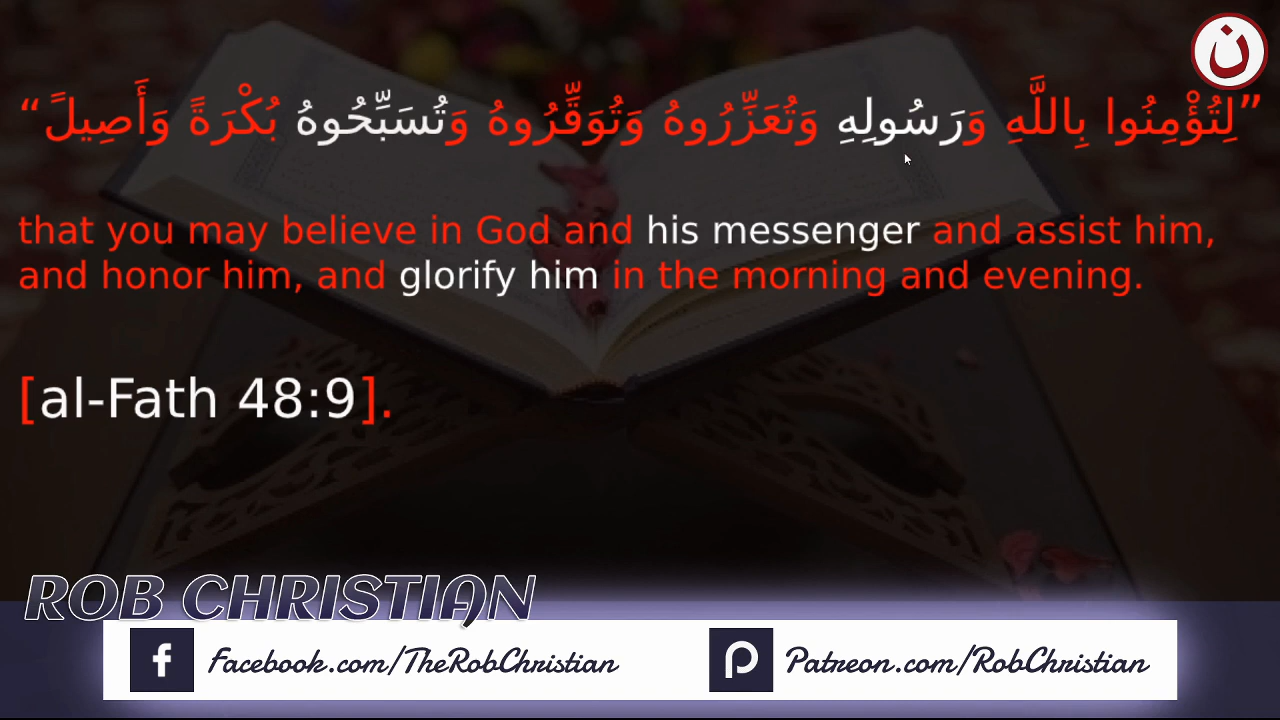 ن
”لِتُؤْمِنُوا بِاللَّهِ وَرَسُولِهِ وَتُعَزِّرُوهُ وَتُوَقِّرُوهُ وَتُسَبِّحُوهُ بُكْرَةً وَأَصِيلً“
that you may believe in God and his messenger and assist him,
and honor him, and glorify him in the morning and evening.
[al-Fath 48:9].
ROB CHRISTIAN
Facebook.com/TheRobChristian
Patreon.com/RobChristian